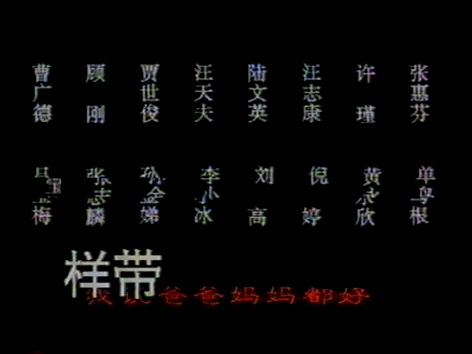 曹广德
顾刚
贾世俊
汪天夫
陆文英
汪志康
许瑾
张惠芬
梅
张志麟
孙金娣
李小冰
刘高
倪婷
黄永欣
单根
样带
我爸爸妈妈都好